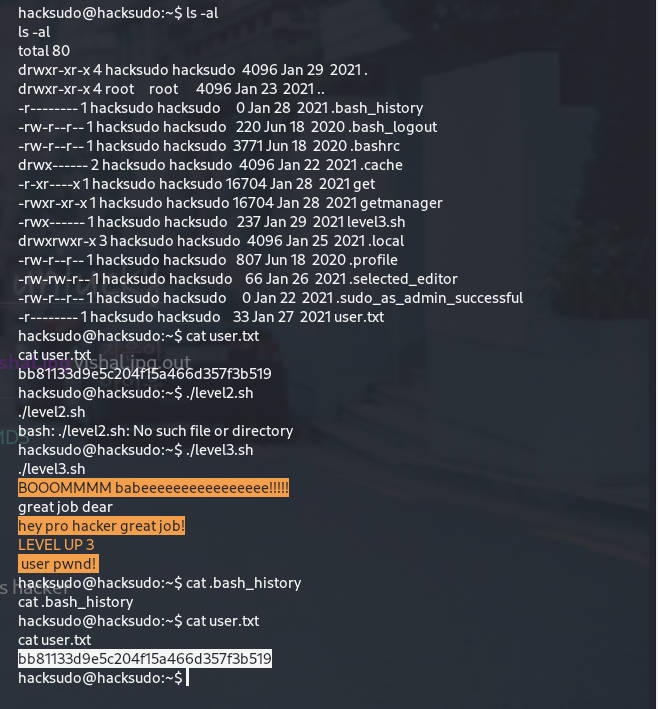 hacksudo@hacksudo:~$ ls -al
ls -al
total 80
drwxr-xr-x 4 hacksudo hacksudo 4096 Jan 29 2021 .
drwxr-xr-x 4 root root 4096 Jan 23 2021 ..
-r-------- 1 hacksudo hacksudo 0 Jan 28 2021 .bash_history
-rw-r--r-- 1 hacksudo hacksudo 220 Jun 18 2020 .bash_logout
-rw-r--r-- 1 hacksudo hacksudo 3771 Jun 18 2020 .bashrc
drwx------ 2 hacksudo hacksudo 4096 Jan 22 2021 .cache
-r-xr----x 1 hacksudo hacksudo 16704 Jan 28 2021 get
-rwxr-xr-x 1 hacksudo hacksudo 16704 Jan 28 2021 getmanager
-rwx------ 1 hacksudo hacksudo 237 Jan 29 2021 level3.sh
drwxrwxr-x 3 hacksudo hacksudo 4096 Jan 25 2021 .local
-rw-r--r-- 1 hacksudo hacksudo 807 Jun 18 2020 .profile
-rw-rw-r-- 1 hacksudo hacksudo 66 Jan 26 2021 .selected_editor
-rw-r--r-- 1 hacksudo hacksudo 0 Jan 22 2021 .sudo_as_admin_successful
-r-------- 1 hacksudo hacksudo 33 Jan 27 2021 user.txt
hacksudo@hacksudo:~$ cat user.txt
cat user.txt
vishal.jpg.out
bb81133d9e5c204f15a466d357f3b519
hacksudo@hacksudo:~$ ./level2.sh
./level2.sh
bash: ./level2.sh: No such file or directory
MD5
hacksudo@hacksudo:~$ ./level3.sh
./level3.sh
BOOOMMMM babeeeeeeeeeeeeeeee!!!!!
great job dear
hey pro hacker great job!
LEVEL UP 3
user pwnd!
hacksudo@hacksudo:~$ cat .bash_history
s hacker
cat .bash_history
hacksudo@hacksudo:~$ cat user.txt
cat user.txt
bb81133d9e5c204f15a466d357f3b519
hacksudo@hacksudo:~$